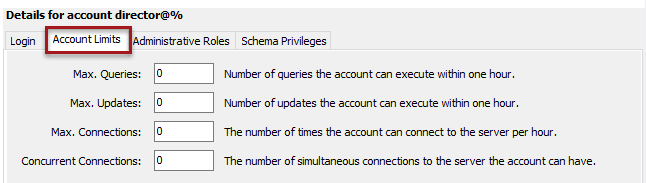 Details for account director@%
Login Account Limits Administrative Roles Schema Privileges
Max. Queries: 0 Number of queries the account can execute within one hour.
Max. Updates: 0 Number of updates the account can execute within one hour.
Max. Connections: 0 The number of times the account can connect to the server per hour.
Concurrent Connections: 0 The number of simultaneous connections to the server the account can have.